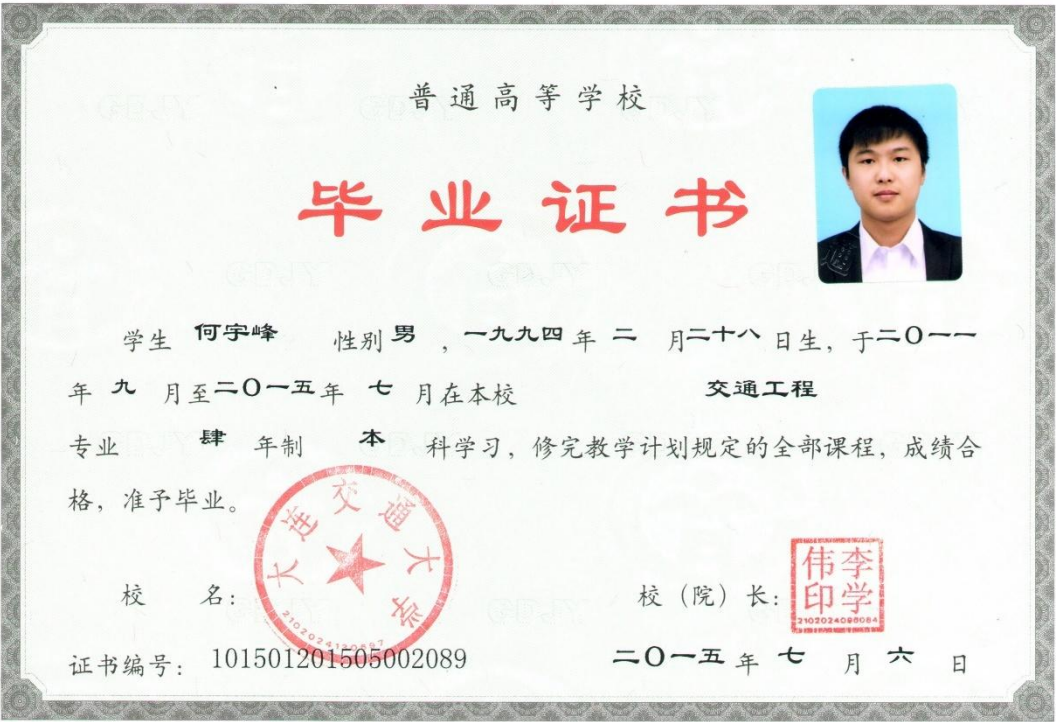 普通高等学校
毕业证书
学生 何宇峰 性别 男 ，一九九四 年 二 月二十八 日生，于二〇一一
年 九 月至二〇一五年 七 月在本校 交通工程
专业 肆 年制 本 科学习，修完教学计划规定的全部课程，成绩合
格，准予毕业。
大连交通大学
校 名：
校（院）长：
李学伟印
2102024096084
证书编号： 101501201505002089
二〇一五 年 七 月 六 日